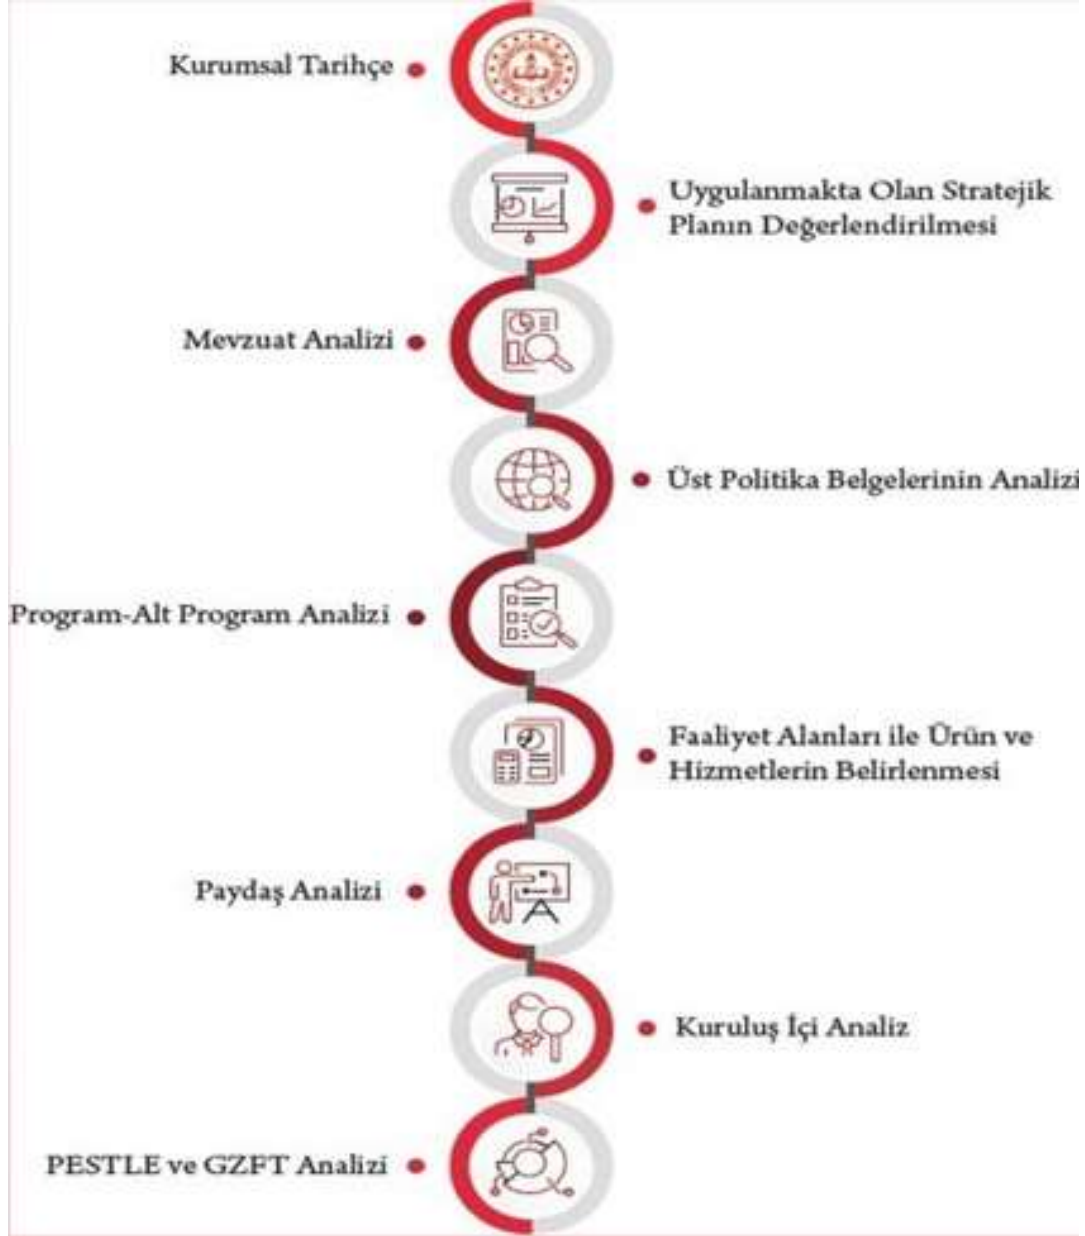 Kurumsal Tarihçe
Uygulanmakta Olan Stratejik
Planın Değerlendirilmesi
Mevzuat Analizi
Üst Politika Belgelerinin Analizi
Program-Alt Program Analizi
Faaliyet Alanları ile Ürün ve
Hizmetlerin Belirlenmesi
Paydaş Analizi
Kuruluş İçi Analiz
PESTLE ve GZFT Analizi